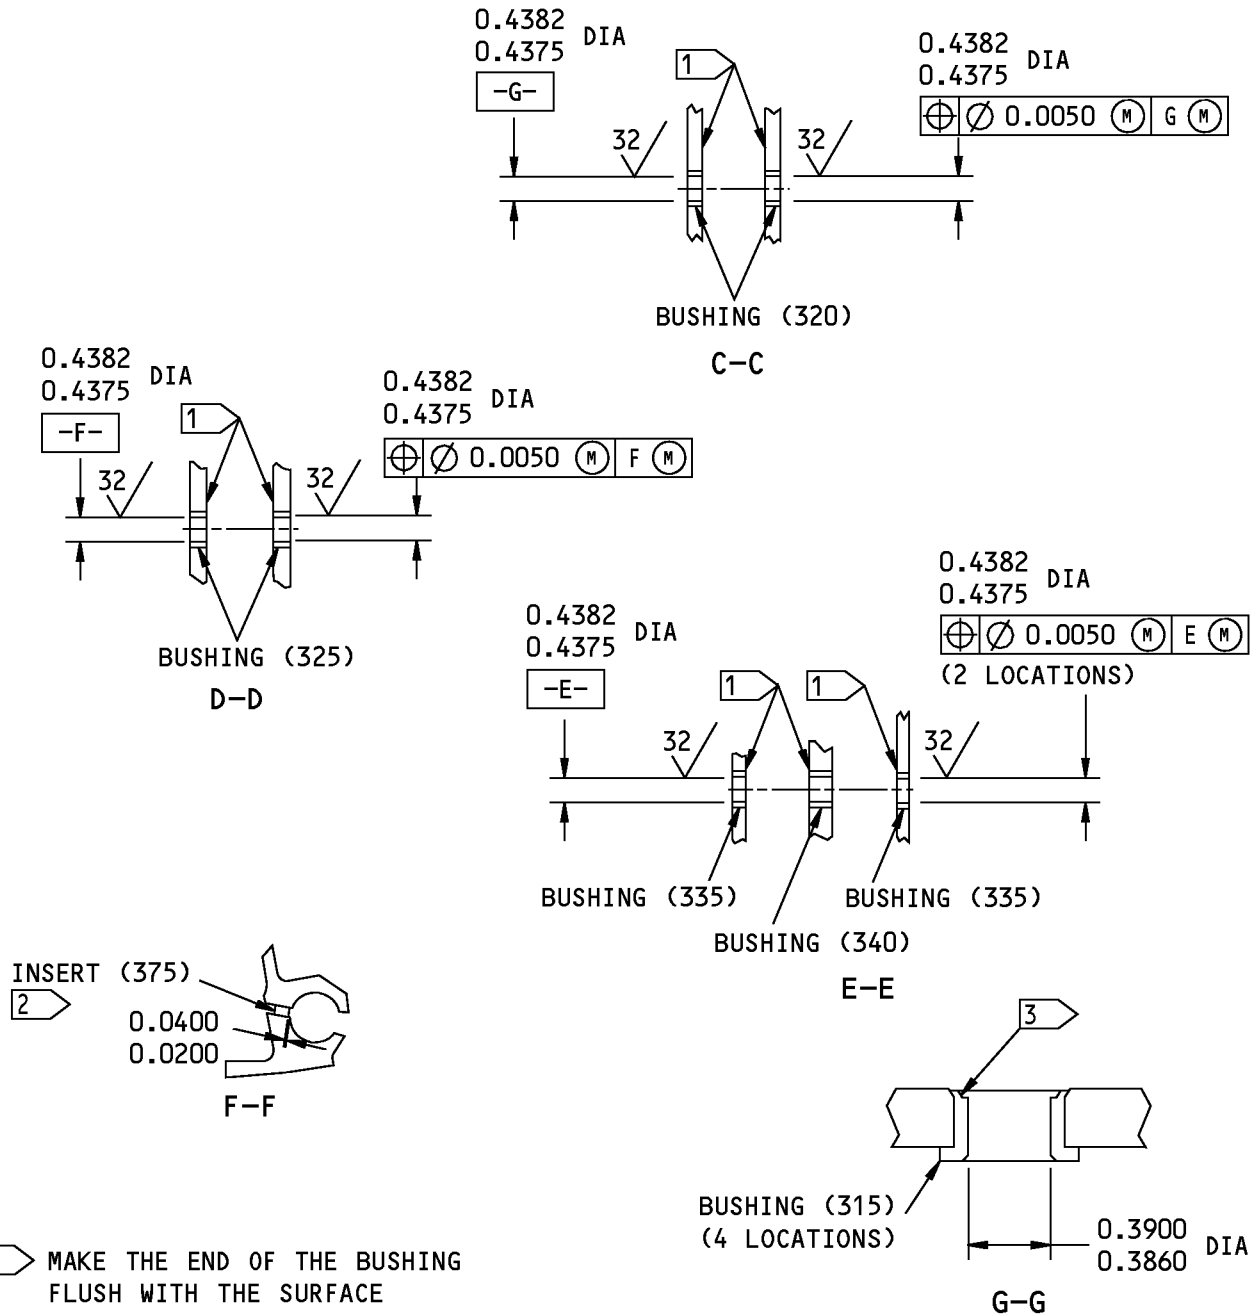 0.4382
0.4375 DIA
-G-
1
0.4382
0.4375 DIA
⌖ ⌀ 0.0050 Ⓜ G Ⓜ
32
32
BUSHING (320)
C-C
0.4382
0.4375 DIA
-F-
1
0.4382
0.4375 DIA
⌖ ⌀ 0.0050 Ⓜ F Ⓜ
32
32
BUSHING (325)
D-D
0.4382
0.4375 DIA
-E-
1
1
0.4382
0.4375 DIA
⌖ ⌀ 0.0050 Ⓜ E Ⓜ
(2 LOCATIONS)
32
32
BUSHING (335)
BUSHING (340)
BUSHING (335)
E-E
INSERT (375)
2
0.0400
0.0200
F-F
3
BUSHING (315)
(4 LOCATIONS)
0.3900
0.3860 DIA
G-G
MAKE THE END OF THE BUSHING
FLUSH WITH THE SURFACE